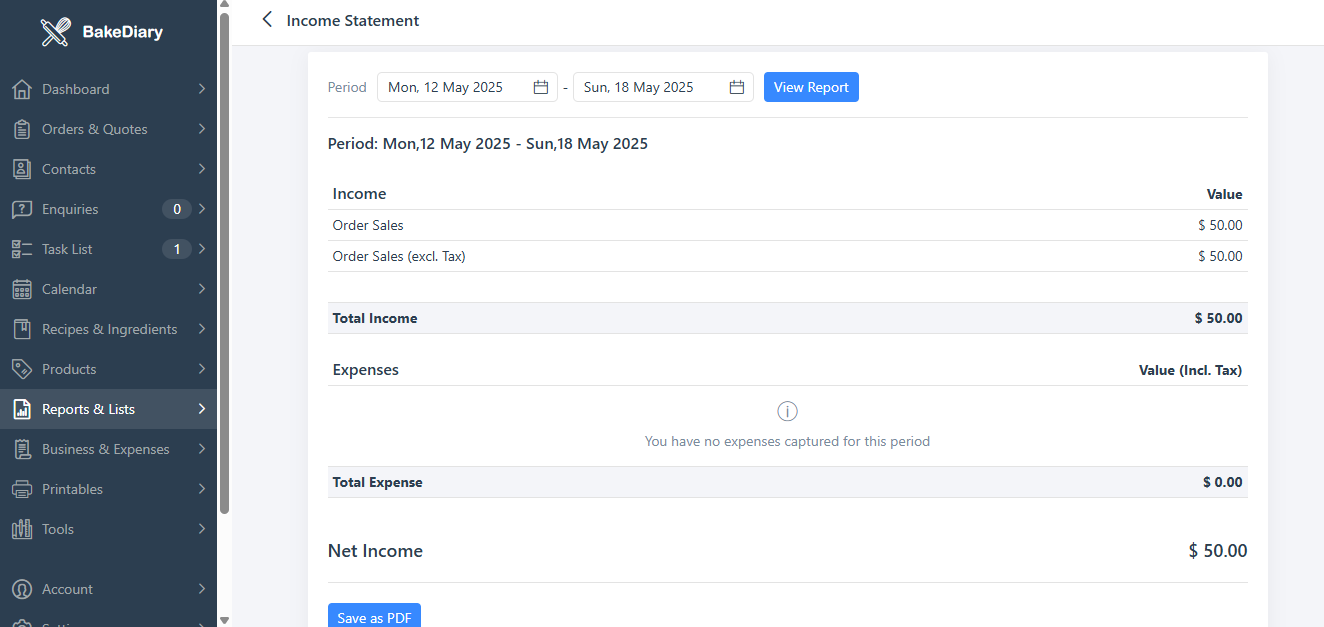 BakeDiary
Dashboard
Orders & Quotes
Contacts
Enquiries 0
Task List 1
Calendar
Recipes & Ingredients
Products
Reports & Lists
Business & Expenses
Printables
Tools
Account
Income Statement
Period Mon, 12 May 2025 - Sun, 18 May 2025 View Report
Period: Mon,12 May 2025 - Sun,18 May 2025
Income Value
Order Sales $ 50.00
Order Sales (excl. Tax) $ 50.00
Total Income $ 50.00
Expenses Value (Incl. Tax)
You have no expenses captured for this period
Total Expense $ 0.00
Net Income $ 50.00
Save as PDF